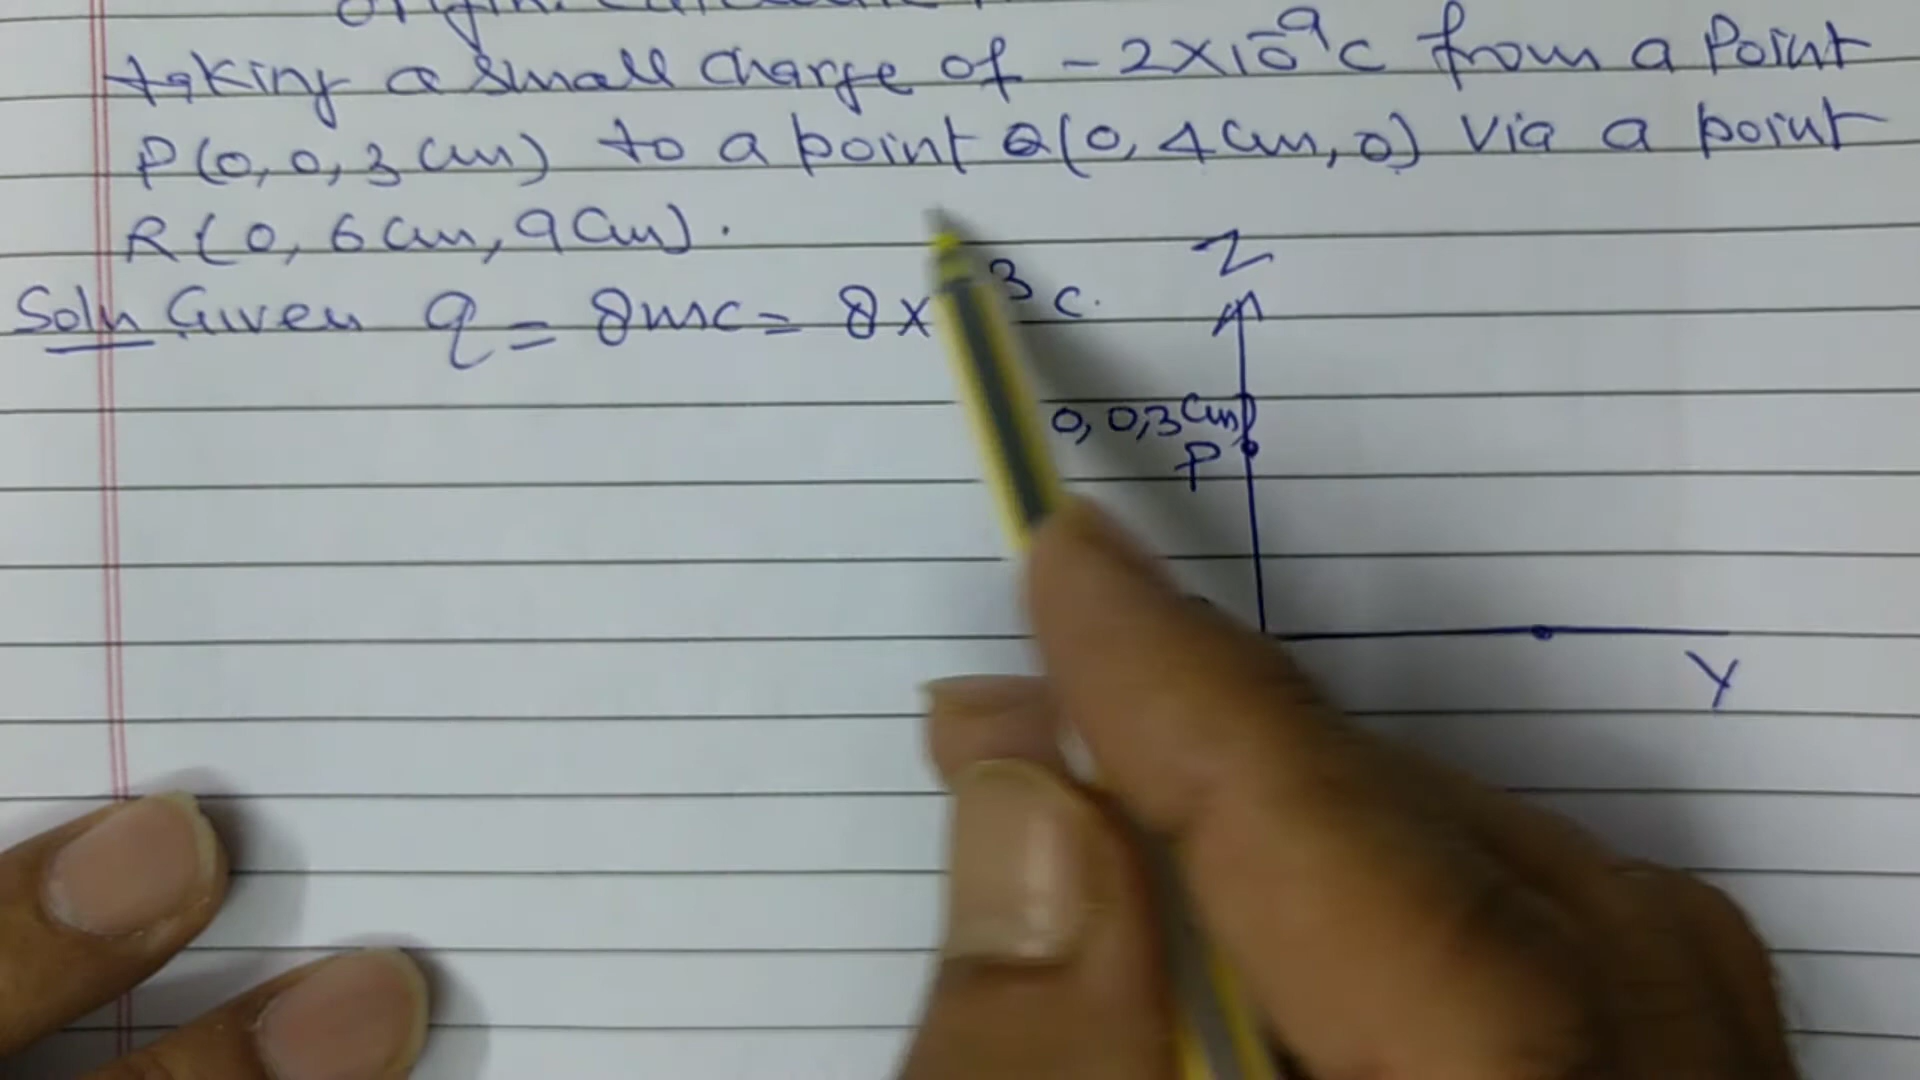 taking a small charge of -2×10⁻⁹C from a Point
P(0,0,3cm) to a point Q(0,4cm,0) via a point
R(0,6cm,9cm).
Soln Given q = 8mC = 8× ³ C.
Z
0,0,3cm)
P
Y